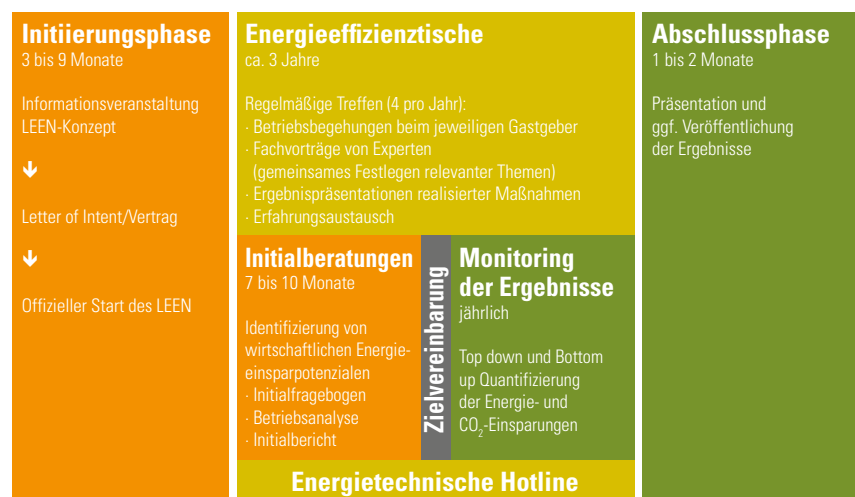 Initiierungsphase
3 bis 9 Monate
Informationsveranstaltung
LEEN-Konzept
Letter of Intent/Vertrag
Offizieller Start des LEEN
Energieeffizienztische
ca. 3 Jahre
Regelmäßige Treffen (4 pro Jahr):
· Betriebsbegehungen beim jeweiligen Gastgeber
· Fachvorträge von Experten
(gemeinsames Festlegen relevanter Themen)
· Ergebnispräsentationen realisierter Maßnahmen
· Erfahrungsaustausch
Initialberatungen
7 bis 10 Monate
Identifizierung von
wirtschaftlichen Energie-
einsparpotenzialen
· Initialfragebogen
· Betriebsanalyse
· Initialbericht
Zielvereinbarung
Monitoring
der Ergebnisse
jährlich
Top down und Bottom
up Quantifizierung
der Energie- und
CO₂-Einsparungen
Energietechnische Hotline
Abschlussphase
1 bis 2 Monate
Präsentation und
ggf. Veröffentlichung
der Ergebnisse